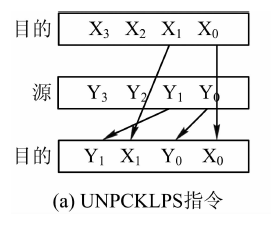 目的 X₃ X₂ X₁ X₀
源 Y₃ Y₂ Y₁ Y₀
目的 Y₁ X₁ Y₀ X₀
(a) UNPCKLPS指令